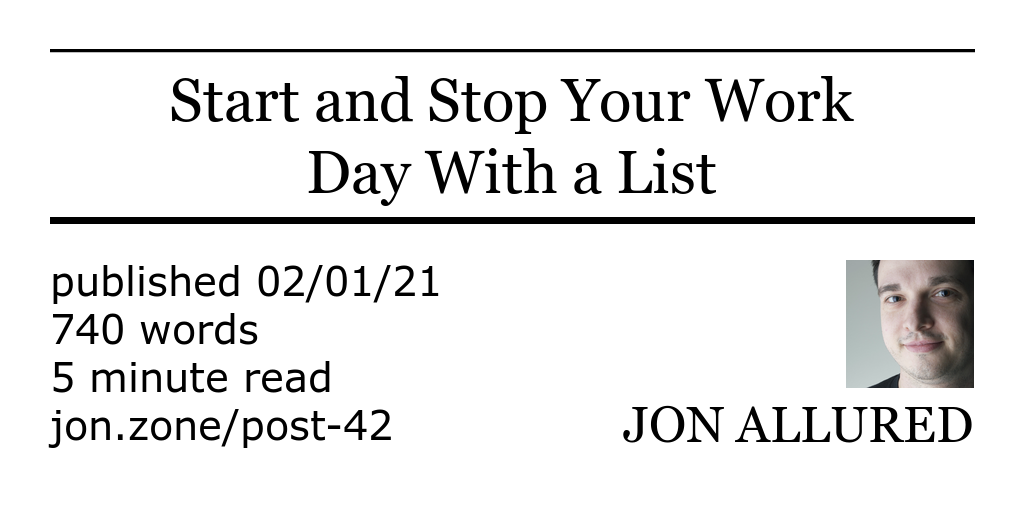 Start and Stop Your Work
Day With a List
published 02/01/21
740 words
5 minute read
jon.zone/post-42
JON ALLURED